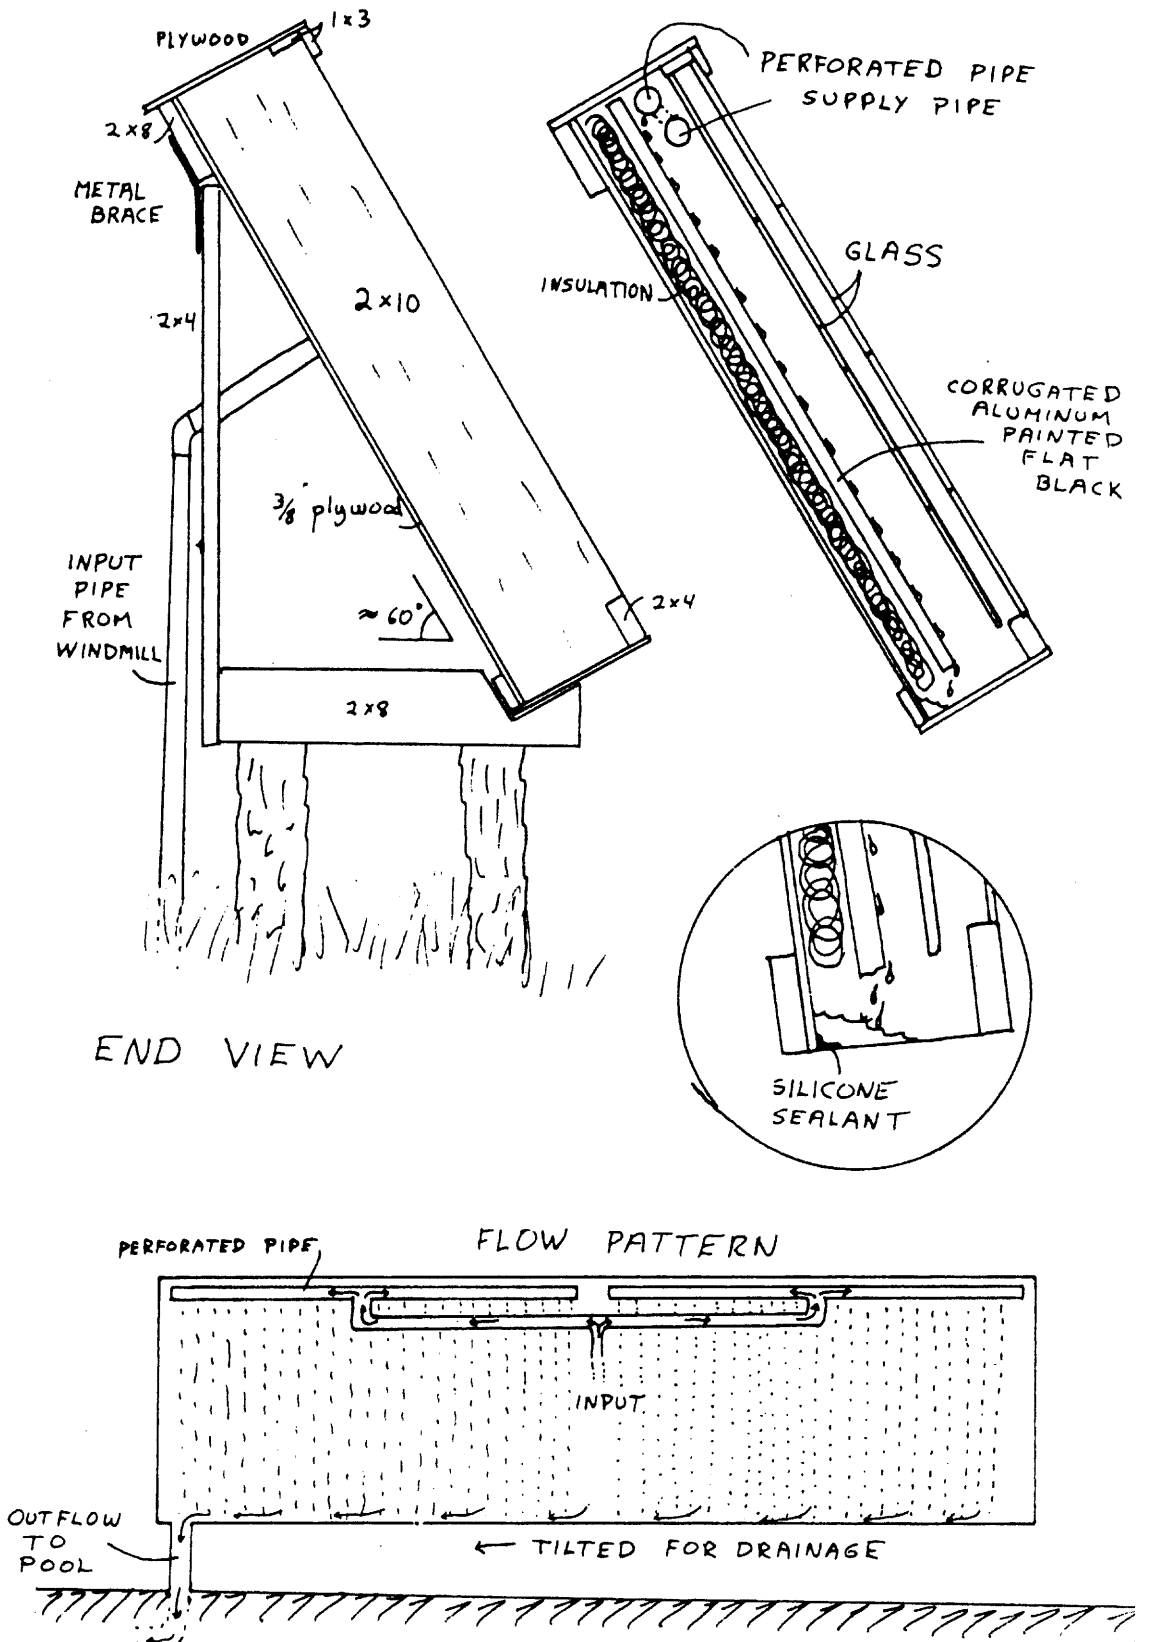 PLYWOOD
1x3
2x8
METAL
BRACE
2x4
2x10
3/8" plywood
≈60°
INPUT
PIPE
FROM
WINDMILL
2x4
2x8
PERFORATED PIPE
SUPPLY PIPE
GLASS
INSULATION
CORRUGATED
ALUMINUM
PAINTED
FLAT
BLACK
END VIEW
SILICONE
SEALANT
FLOW PATTERN
PERFORATED PIPE
INPUT
OUTFLOW
TO
POOL
← TILTED FOR DRAINAGE